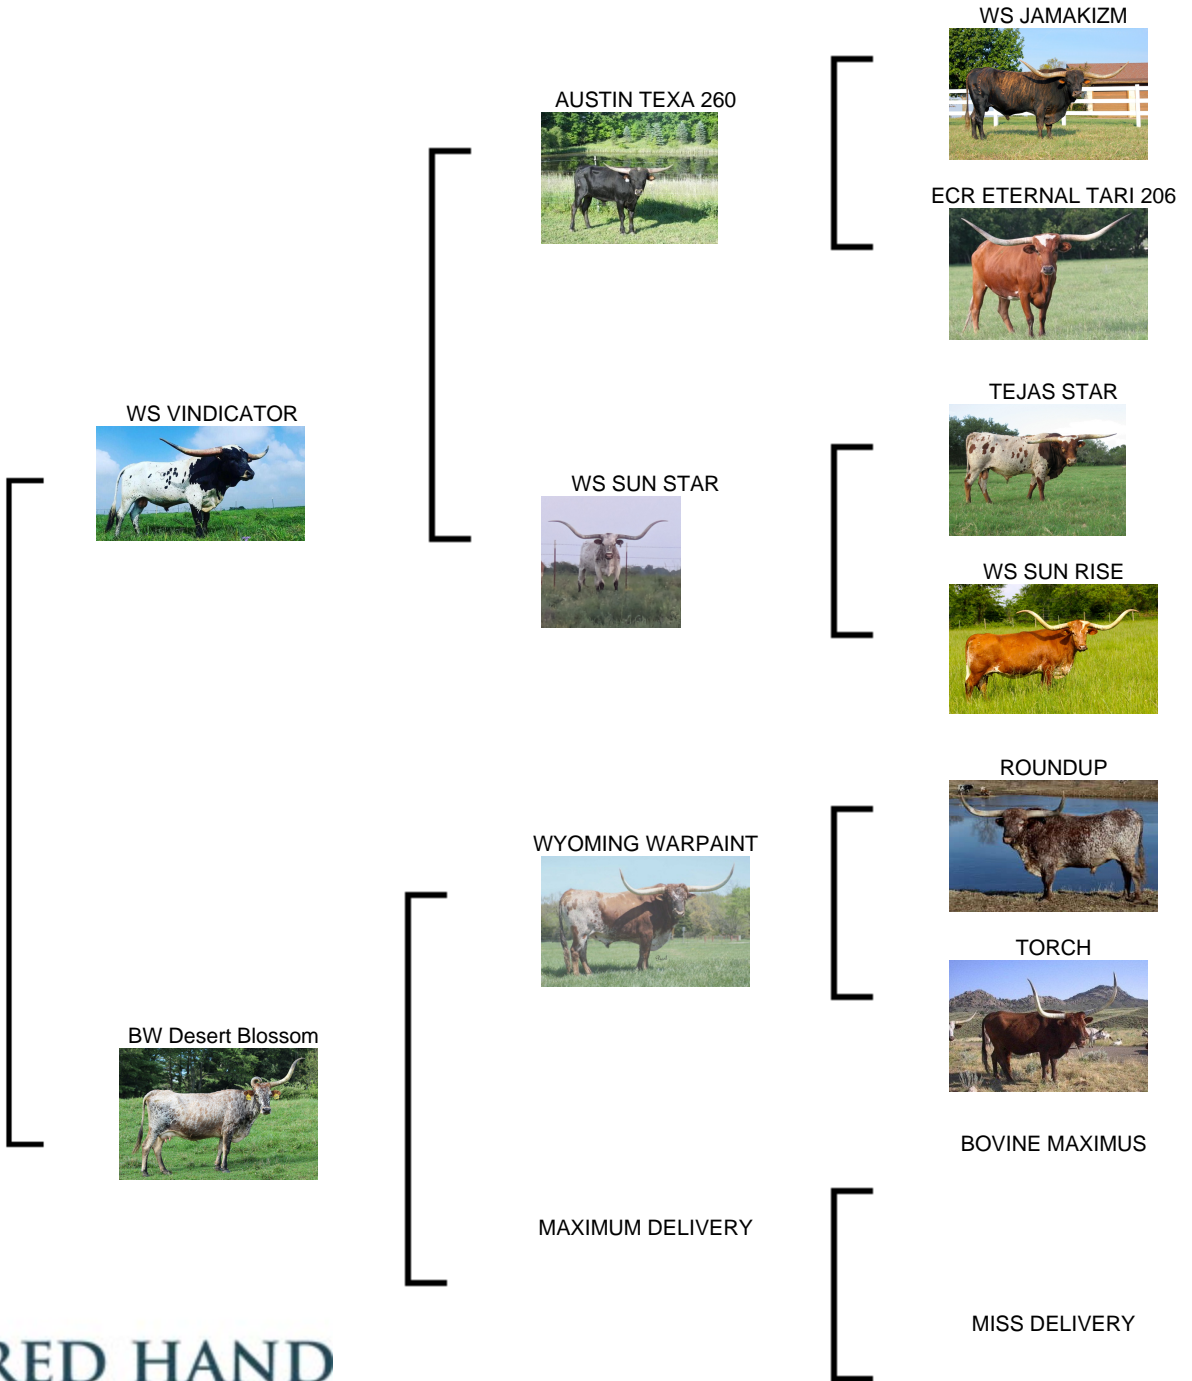 WS JAMAKIZM
AUSTIN TEXA 260
ECR ETERNAL TARI 206
WS VINDICATOR
TEJAS STAR
WS SUN STAR
WS SUN RISE
ROUNDUP
WYOMING WARPAINT
TORCH
BW Desert Blossom
BOVINE MAXIMUS
MAXIMUM DELIVERY
MISS DELIVERY
RED HAND